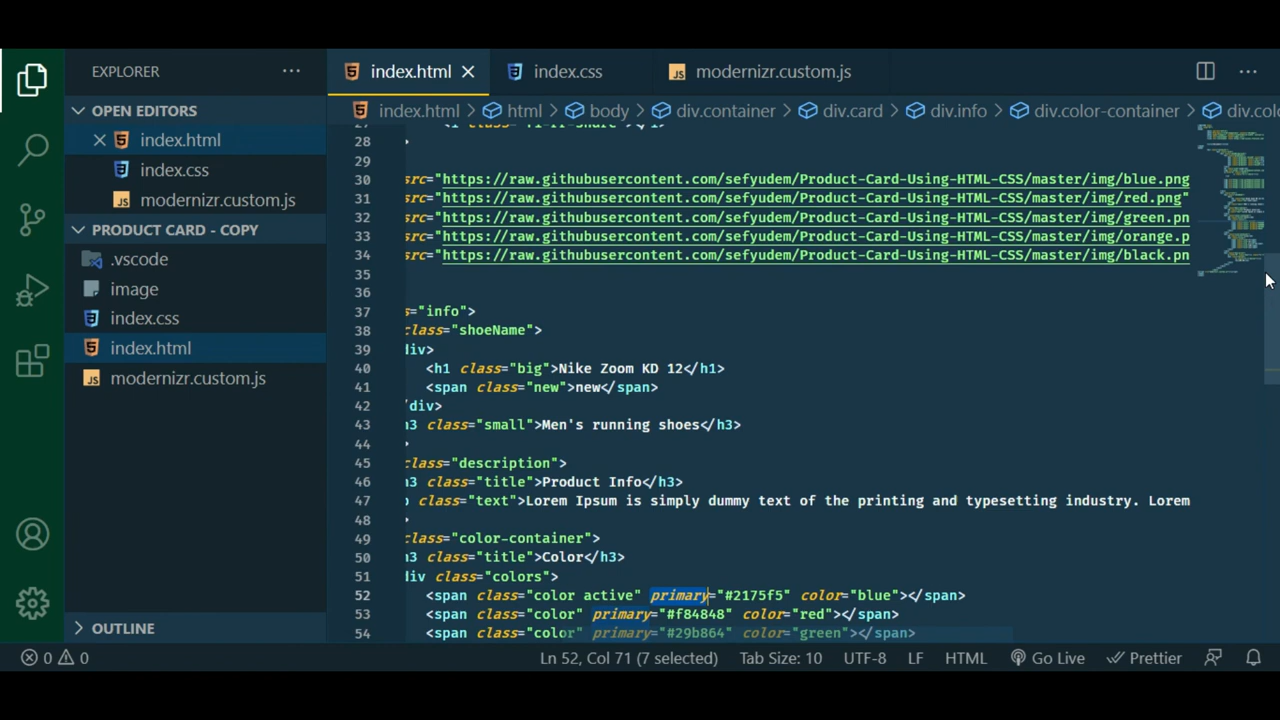 EXPLORER
index.html
index.css
modernizr.custom.js
OPEN EDITORS
index.html
html
body
div.container
div.card
div.info
div.color-container
index.html
index.css
modernizr.custom.js
PRODUCT CARD - COPY
.vscode
image
index.css
index.html
modernizr.custom.js
OUTLINE
28 >
29
30 src="https://raw.githubusercontent.com/sefyudem/Product-Card-Using-HTML-CSS/master/img/blue.png
31 src="https://raw.githubusercontent.com/sefyudem/Product-Card-Using-HTML-CSS/master/img/red.png"
32 src="https://raw.githubusercontent.com/sefyudem/Product-Card-Using-HTML-CSS/master/img/green.pn
33 src="https://raw.githubusercontent.com/sefyudem/Product-Card-Using-HTML-CSS/master/img/orange.p
34 src="https://raw.githubusercontent.com/sefyudem/Product-Card-Using-HTML-CSS/master/img/black.pn
35
36
37 s="info">
38 class="shoeName">
39 div>
40 <h1 class="big">Nike Zoom KD 12</h1>
41 <span class="new">new</span>
42 /div>
43 h3 class="small">Men's running shoes</h3>
44 >
45 class="description">
46 h3 class="title">Product Info</h3>
47 class="text">Lorem Ipsum is simply dummy text of the printing and typesetting industry. Lorem
48 >
49 class="color-container">
50 h3 class="title">Color</h3>
51 div class="colors">
52 <span class="color active" primary="#2175f5" color="blue"></span>
53 <span class="color" primary="#f84848" color="red"></span>
54 <span class="color" primary="#29b864" color="green"></span>
0 0 Ln 52, Col 71 (7 selected) Tab Size: 10 UTF-8 LF HTML Go Live Prettier